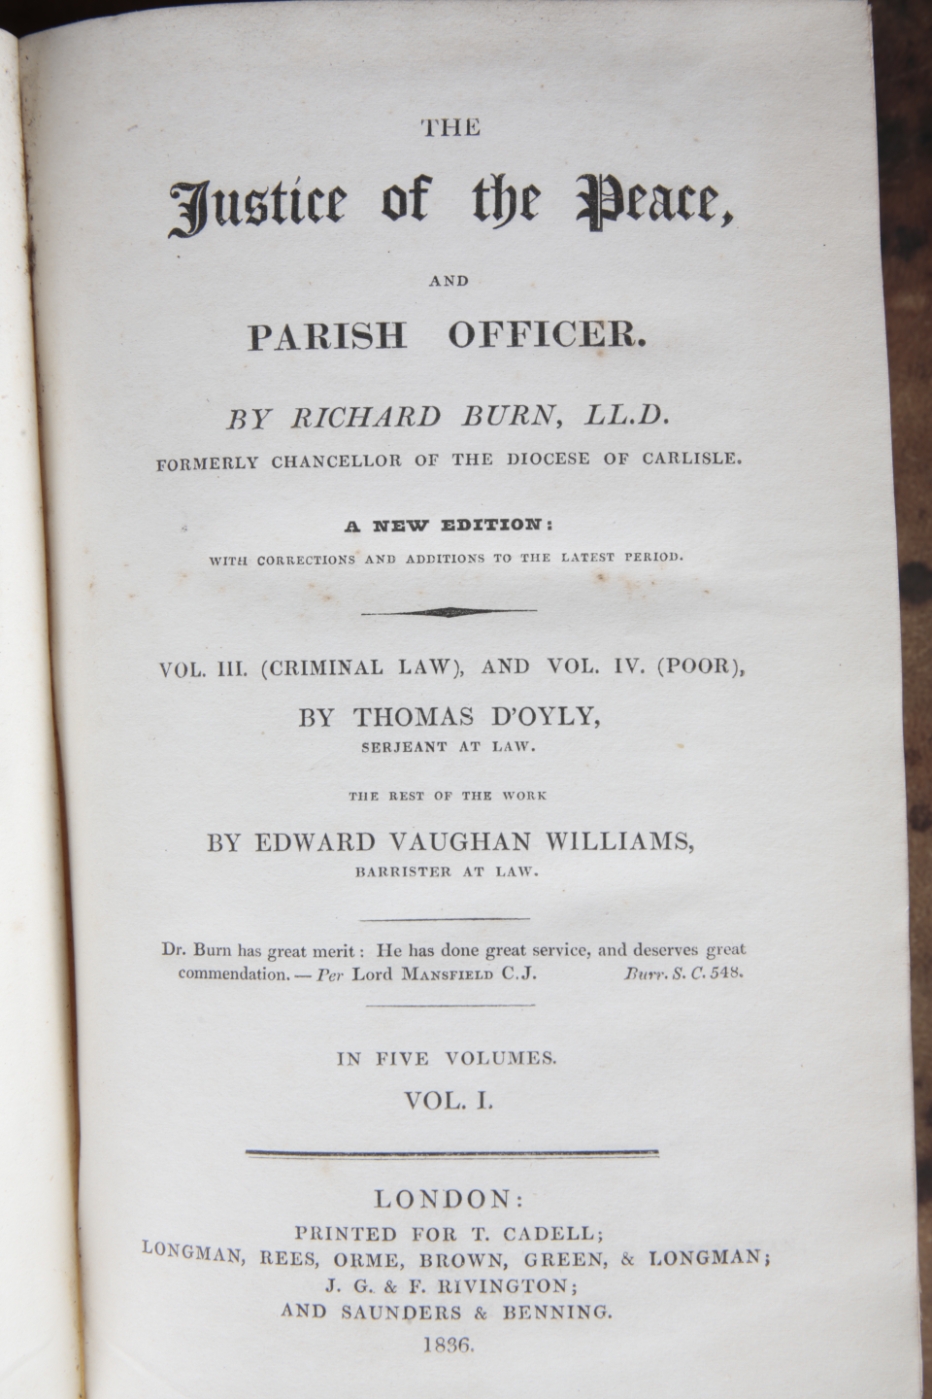 THE
Justice of the Peace,
AND
PARISH OFFICER.
BY RICHARD BURN, LL.D.
FORMERLY CHANCELLOR OF THE DIOCESE OF CARLISLE.
A NEW EDITION:
WITH CORRECTIONS AND ADDITIONS TO THE LATEST PERIOD.
VOL. III. (CRIMINAL LAW), AND VOL. IV. (POOR),
BY THOMAS D'OYLY,
SERJEANT AT LAW.
THE REST OF THE WORK
BY EDWARD VAUGHAN WILLIAMS,
BARRISTER AT LAW.
Dr. Burn has great merit: He has done great service, and deserves great
commendation. — Per Lord MANSFIELD C.J. Burr. S. C. 548.
IN FIVE VOLUMES.
VOL. I.
LONDON:
PRINTED FOR T. CADELL;
LONGMAN, REES, ORME, BROWN, GREEN, & LONGMAN;
J. G. & F. RIVINGTON;
AND SAUNDERS & BENNING.
1836.